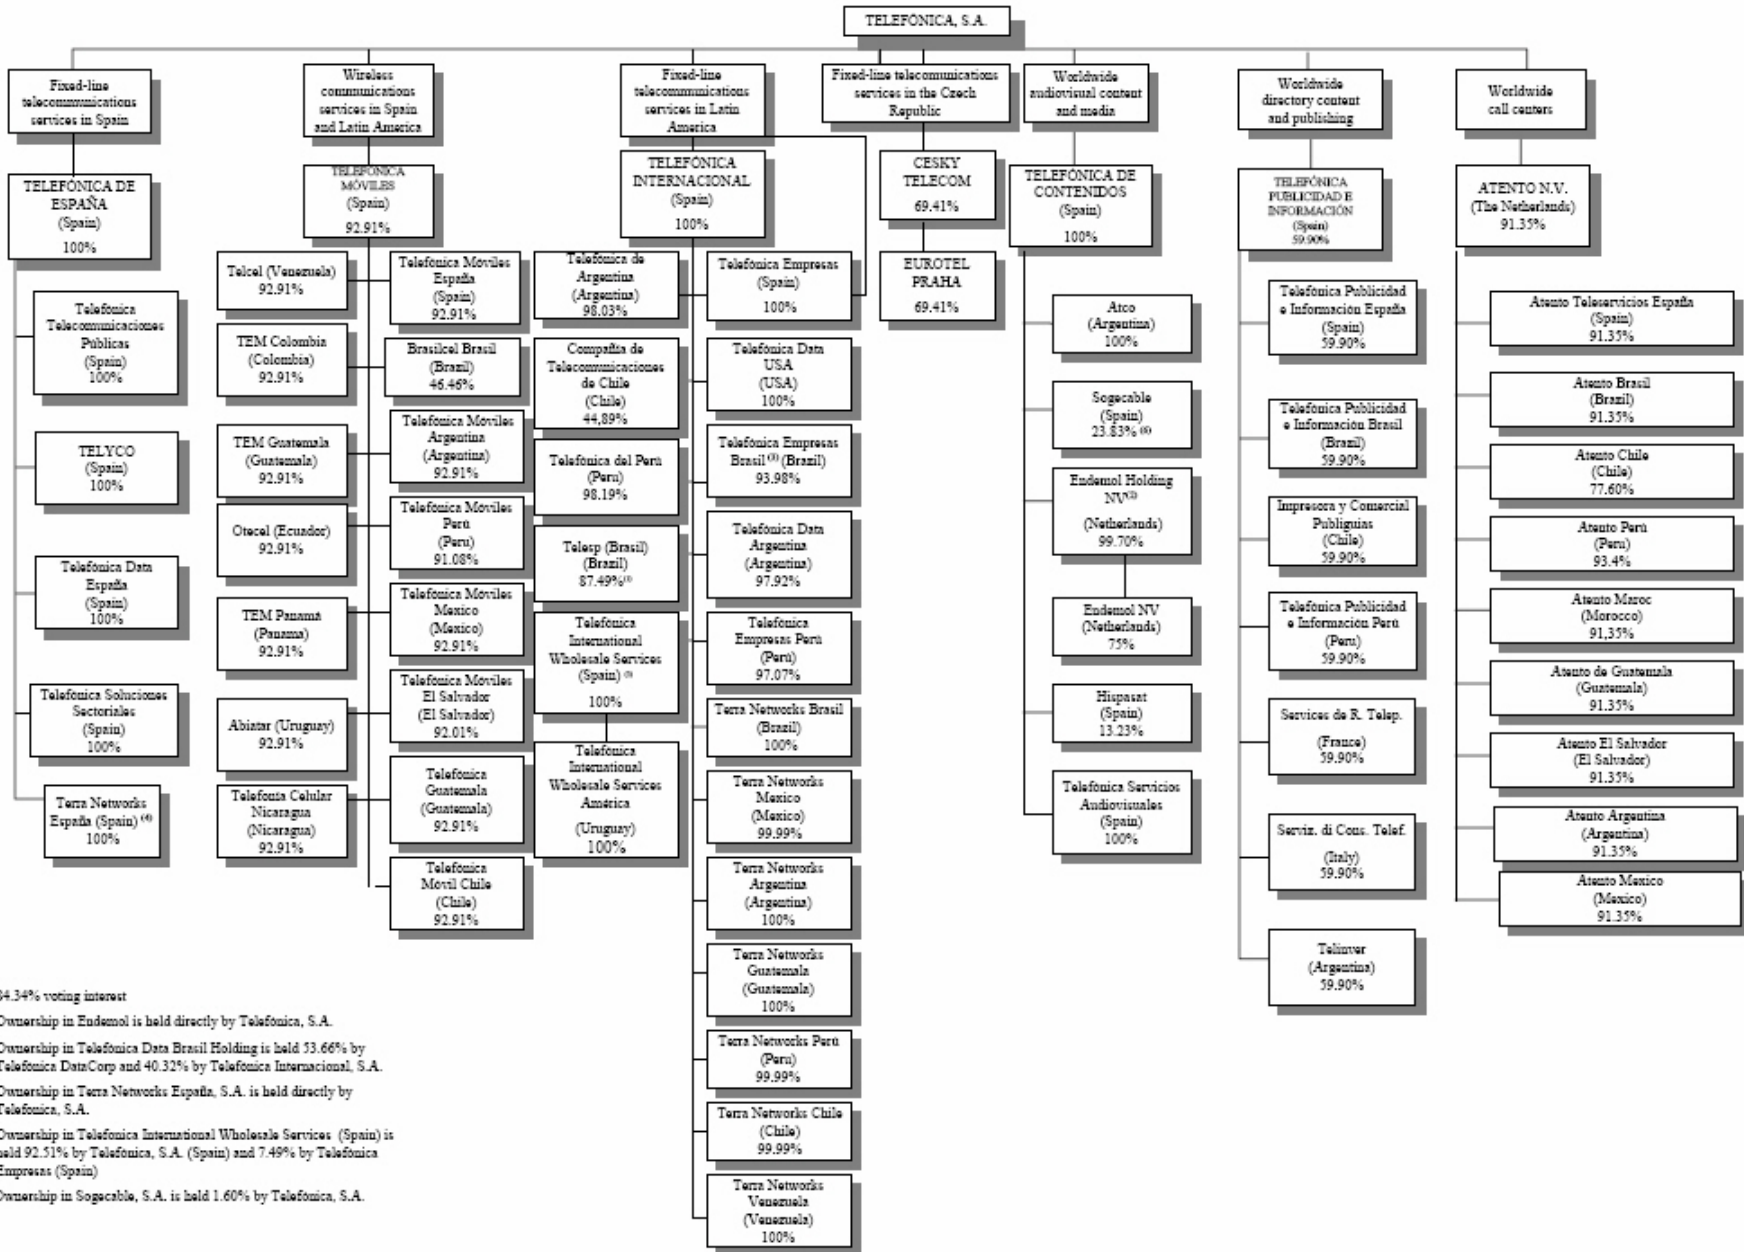 TELEFÓNICA, S.A.
Fixed-line
telecommunications
services in Spain
TELEFÓNICA DE
ESPAÑA
(Spain)
100%
Telefónica
Telecomunicaciones
Públicas
(Spain)
100%
TELYCO
(Spain)
100%
Telefónica Data
España
(Spain)
100%
Telefónica Soluciones
Sectoriales
(Spain)
100%
Terra Networks
España (Spain) (4)
100%
Wireless
communications
services in Spain
and Latin America
TELEFÓNICA
MÓVILES
(Spain)
92.91%
Telcel (Venezuela)
92.91%
TEM Colombia
(Colombia)
92.91%
TEM Guatemala
(Guatemala)
92.91%
Otecel (Ecuador)
92.91%
TEM Panamá
(Panama)
92.91%
Abiatar (Uruguay)
92.91%
Telefonía Celular
Nicaragua
(Nicaragua)
92.91%
Telefónica Móviles
España
(Spain)
92.91%
Brasilcel Brasil
(Brazil)
46.46%
Telefónica Móviles
Argentina
(Argentina)
92.91%
Telefónica Móviles
Perú
(Peru)
91.08%
Telefónica Móviles
Mexico
(Mexico)
92.91%
Telefónica Móviles
El Salvador
(El Salvador)
92.01%
Telefónica
Guatemala
(Guatemala)
92.91%
Telefónica
Móvil Chile
(Chile)
92.91%
Fixed-line
telecommunications
services in Latin
America
TELEFÓNICA
INTERNACIONAL
(Spain)
100%
Telefónica de
Argentina
(Argentina)
98.03%
Compañía de
Telecomunicaciones
de Chile
(Chile)
44,89%
Telefónica del Perú
(Peru)
98.19%
Telesp (Brasil)
(Brazil)
87.49%(1)
Telefónica
International
Wholesale Services
(Spain) (5)
100%
Telefónica
International
Wholesale Services
América
(Uruguay)
100%
Telefónica Empresas
(Spain)
100%
Telefónica Data
USA
(USA)
100%
Telefónica Empresas
Brasil (3) (Brazil)
93.98%
Telefónica Data
Argentina
(Argentina)
97.92%
Telefónica
Empresas Perú
(Perú)
97.07%
Terra Networks Brasil
(Brazil)
100%
Terra Networks
Mexico
(Mexico)
99.99%
Terra Networks
Argentina
(Argentina)
100%
Terra Networks
Guatemala
(Guatemala)
100%
Terra Networks Perú
(Peru)
99.99%
Terra Networks Chile
(Chile)
99.99%
Terra Networks
Venezuela
(Venezuela)
100%
Fixed-line telecomunications
services in the Czech
Republic
CESKY
TELECOM
69.41%
EUROTEL
PRAHA
69.41%
Worldwide
audiovisual content
and media
TELEFÓNICA DE
CONTENIDOS
(Spain)
100%
Atco
(Argentina)
100%
Sogecable
(Spain)
23.83% (6)
Endemol Holding
NV(2)
(Netherlands)
99.70%
Endemol NV
(Netherlands)
75%
Hispasat
(Spain)
13.23%
Telefónica Servicios
Audiovisuales
(Spain)
100%
Worldwide
directory content
and publishing
TELEFÓNICA
PUBLICIDAD E
INFORMACIÓN
(Spain)
59.90%
Telefónica Publicidad
e Información España
(Spain)
59.90%
Telefónica Publicidad
e Información Brasil
(Brazil)
59.90%
Impresora y Comercial
Publiguias
(Chile)
59.90%
Telefónica Publicidad
e Información Perú
(Peru)
59.90%
Services de R. Telep.
(France)
59.90%
Serviz. di Cons. Telef.
(Italy)
59.90%
Telinver
(Argentina)
59.90%
Worldwide
call centers
ATENTO N.V.
(The Netherlands)
91.35%
Atento Teleservicios España
(Spain)
91.35%
Atento Brasil
(Brazil)
91.35%
Atento Chile
(Chile)
77.60%
Atento Perú
(Peru)
93.4%
Atento Maroc
(Morocco)
91,35%
Atento de Guatemala
(Guatemala)
91.35%
Atento El Salvador
(El Salvador)
91.35%
Atento Argentina
(Argentina)
91.35%
Atento Mexico
(Mexico)
91.35%
84.34% voting interest
Ownership in Endemol is held directly by Telefónica, S.A.
Ownership in Telefónica Data Brasil Holding is held 53.66% by
Telefónica DataCorp and 40.32% by Telefónica Internacional, S.A.
Ownership in Terra Networks España, S.A. is held directly by
Telefónica, S.A.
Ownership in Telefonica International Wholesale Services (Spain) is
held 92.51% by Telefónica, S.A. (Spain) and 7.49% by Telefónica
Empresas (Spain)
Ownership in Sogecable, S.A. is held 1.60% by Telefónica, S.A.